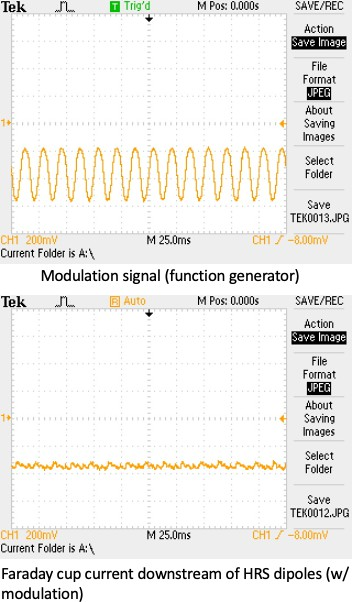 Tek T Trig'd M Pos: 0.000s SAVE/REC
Action
Save Image
File
Format
JPEG
About
Saving
Images
Select
Folder
Save
TEK0013.JPG
1
CH1 200mV M 25.0ms CH1 -8.00mV
Current Folder is A:\
Modulation signal (function generator)
Tek R Auto M Pos: 0.000s SAVE/REC
Action
Save Image
File
Format
JPEG
About
Saving
Images
Select
Folder
Save
TEK0012.JPG
1
CH1 200mV M 25.0ms CH1 -8.00mV
Current Folder is A:\
Faraday cup current downstream of HRS dipoles (w/
modulation)